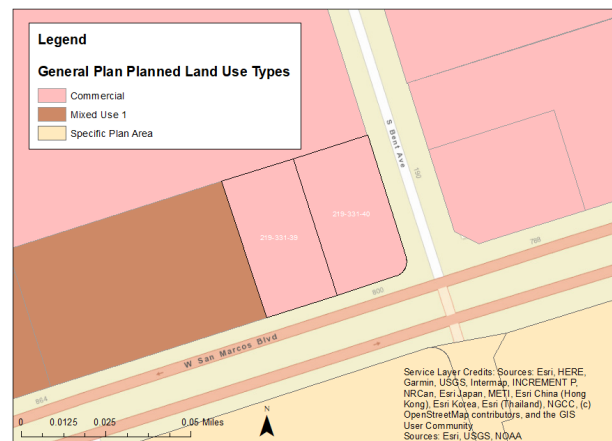 Legend
General Plan Planned Land Use Types
Commercial
Mixed Use 1
Specific Plan Area
S Bent Ave
150
219-331-39
219-331-40
788
800
W San Marcos Blvd
864
0 0.0125 0.025 0.05 Miles
N
Service Layer Credits: Sources: Esri, HERE,
Garmin, USGS, Intermap, INCREMENT P,
NRCan, Esri Japan, METI, Esri China (Hong
Kong), Esri Korea, Esri (Thailand), NGCC, (c)
OpenStreetMap contributors, and the GIS
User Community
Sources: Esri, USGS, NOAA